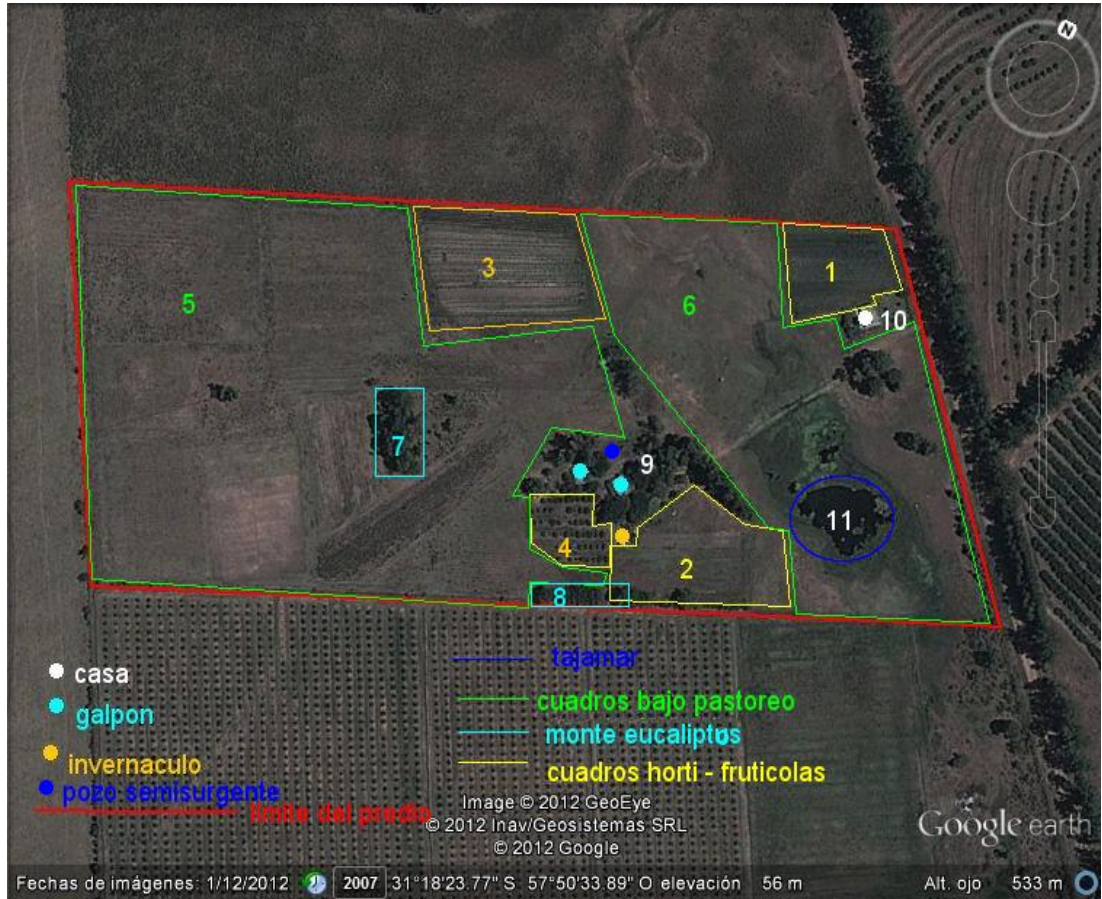 N
3
1
5
6
10
7
9
11
4
2
8
casa
galpon
invernaculo
pozo semisurgente
limite del predio
tajamar
cuadros bajo pastoreo
monte eucaliptos
cuadros horti - fruticolas
Image © 2012 GeoEye
© 2012 Inav/Geosistemas SRL
© 2012 Google
Google earth
Fechas de imágenes: 1/12/2012 2007 31°18'23.77" S 57°50'33.89" O elevación 56 m Alt. ojo 533 m